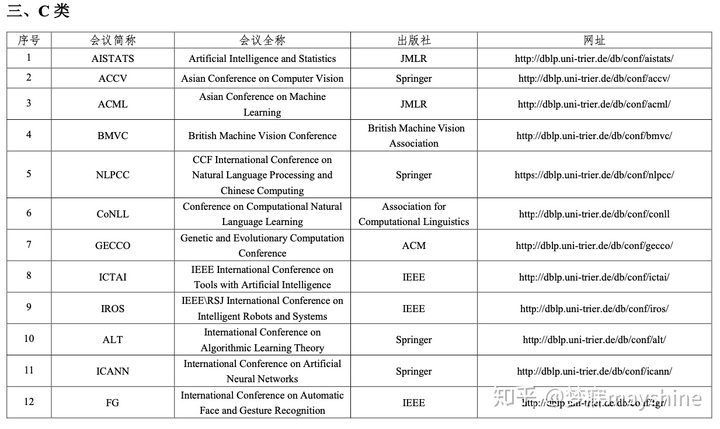 三、C 类
序号 会议简称 会议全称 出版社 网址
1 AISTATS Artificial Intelligence and Statistics JMLR http://dblp.uni-trier.de/db/conf/aistats/
2 ACCV Asian Conference on Computer Vision Springer http://dblp.uni-trier.de/db/conf/accv/
3 ACML Asian Conference on Machine
Learning JMLR http://dblp.uni-trier.de/db/conf/acml/
4 BMVC British Machine Vision Conference British Machine Vision
Association http://dblp.uni-trier.de/db/conf/bmvc/
5 NLPCC CCF International Conference on
Natural Language Processing and
Chinese Computing Springer https://dblp.uni-trier.de/db/conf/nlpcc/
6 CoNLL Conference on Computational Natural
Language Learning Association for
Computational Linguistics http://dblp.uni-trier.de/db/conf/conll
7 GECCO Genetic and Evolutionary Computation
Conference ACM http://dblp.uni-trier.de/db/conf/gecco/
8 ICTAI IEEE International Conference on
Tools with Artificial Intelligence IEEE http://dblp.uni-trier.de/db/conf/ictai/
9 IROS IEEE\RSJ International Conference on
Intelligent Robots and Systems IEEE http://dblp.uni-trier.de/db/conf/iros/
10 ALT International Conference on
Algorithmic Learning Theory Springer http://dblp.uni-trier.de/db/conf/alt/
11 ICANN International Conference on Artificial
Neural Networks Springer http://dblp.uni-trier.de/db/conf/icann/
12 FG International Conference on Automatic
Face and Gesture Recognition IEEE http://dblp.uni-trier.de/db/conf/fgr/
知乎 @梦璇mayshine